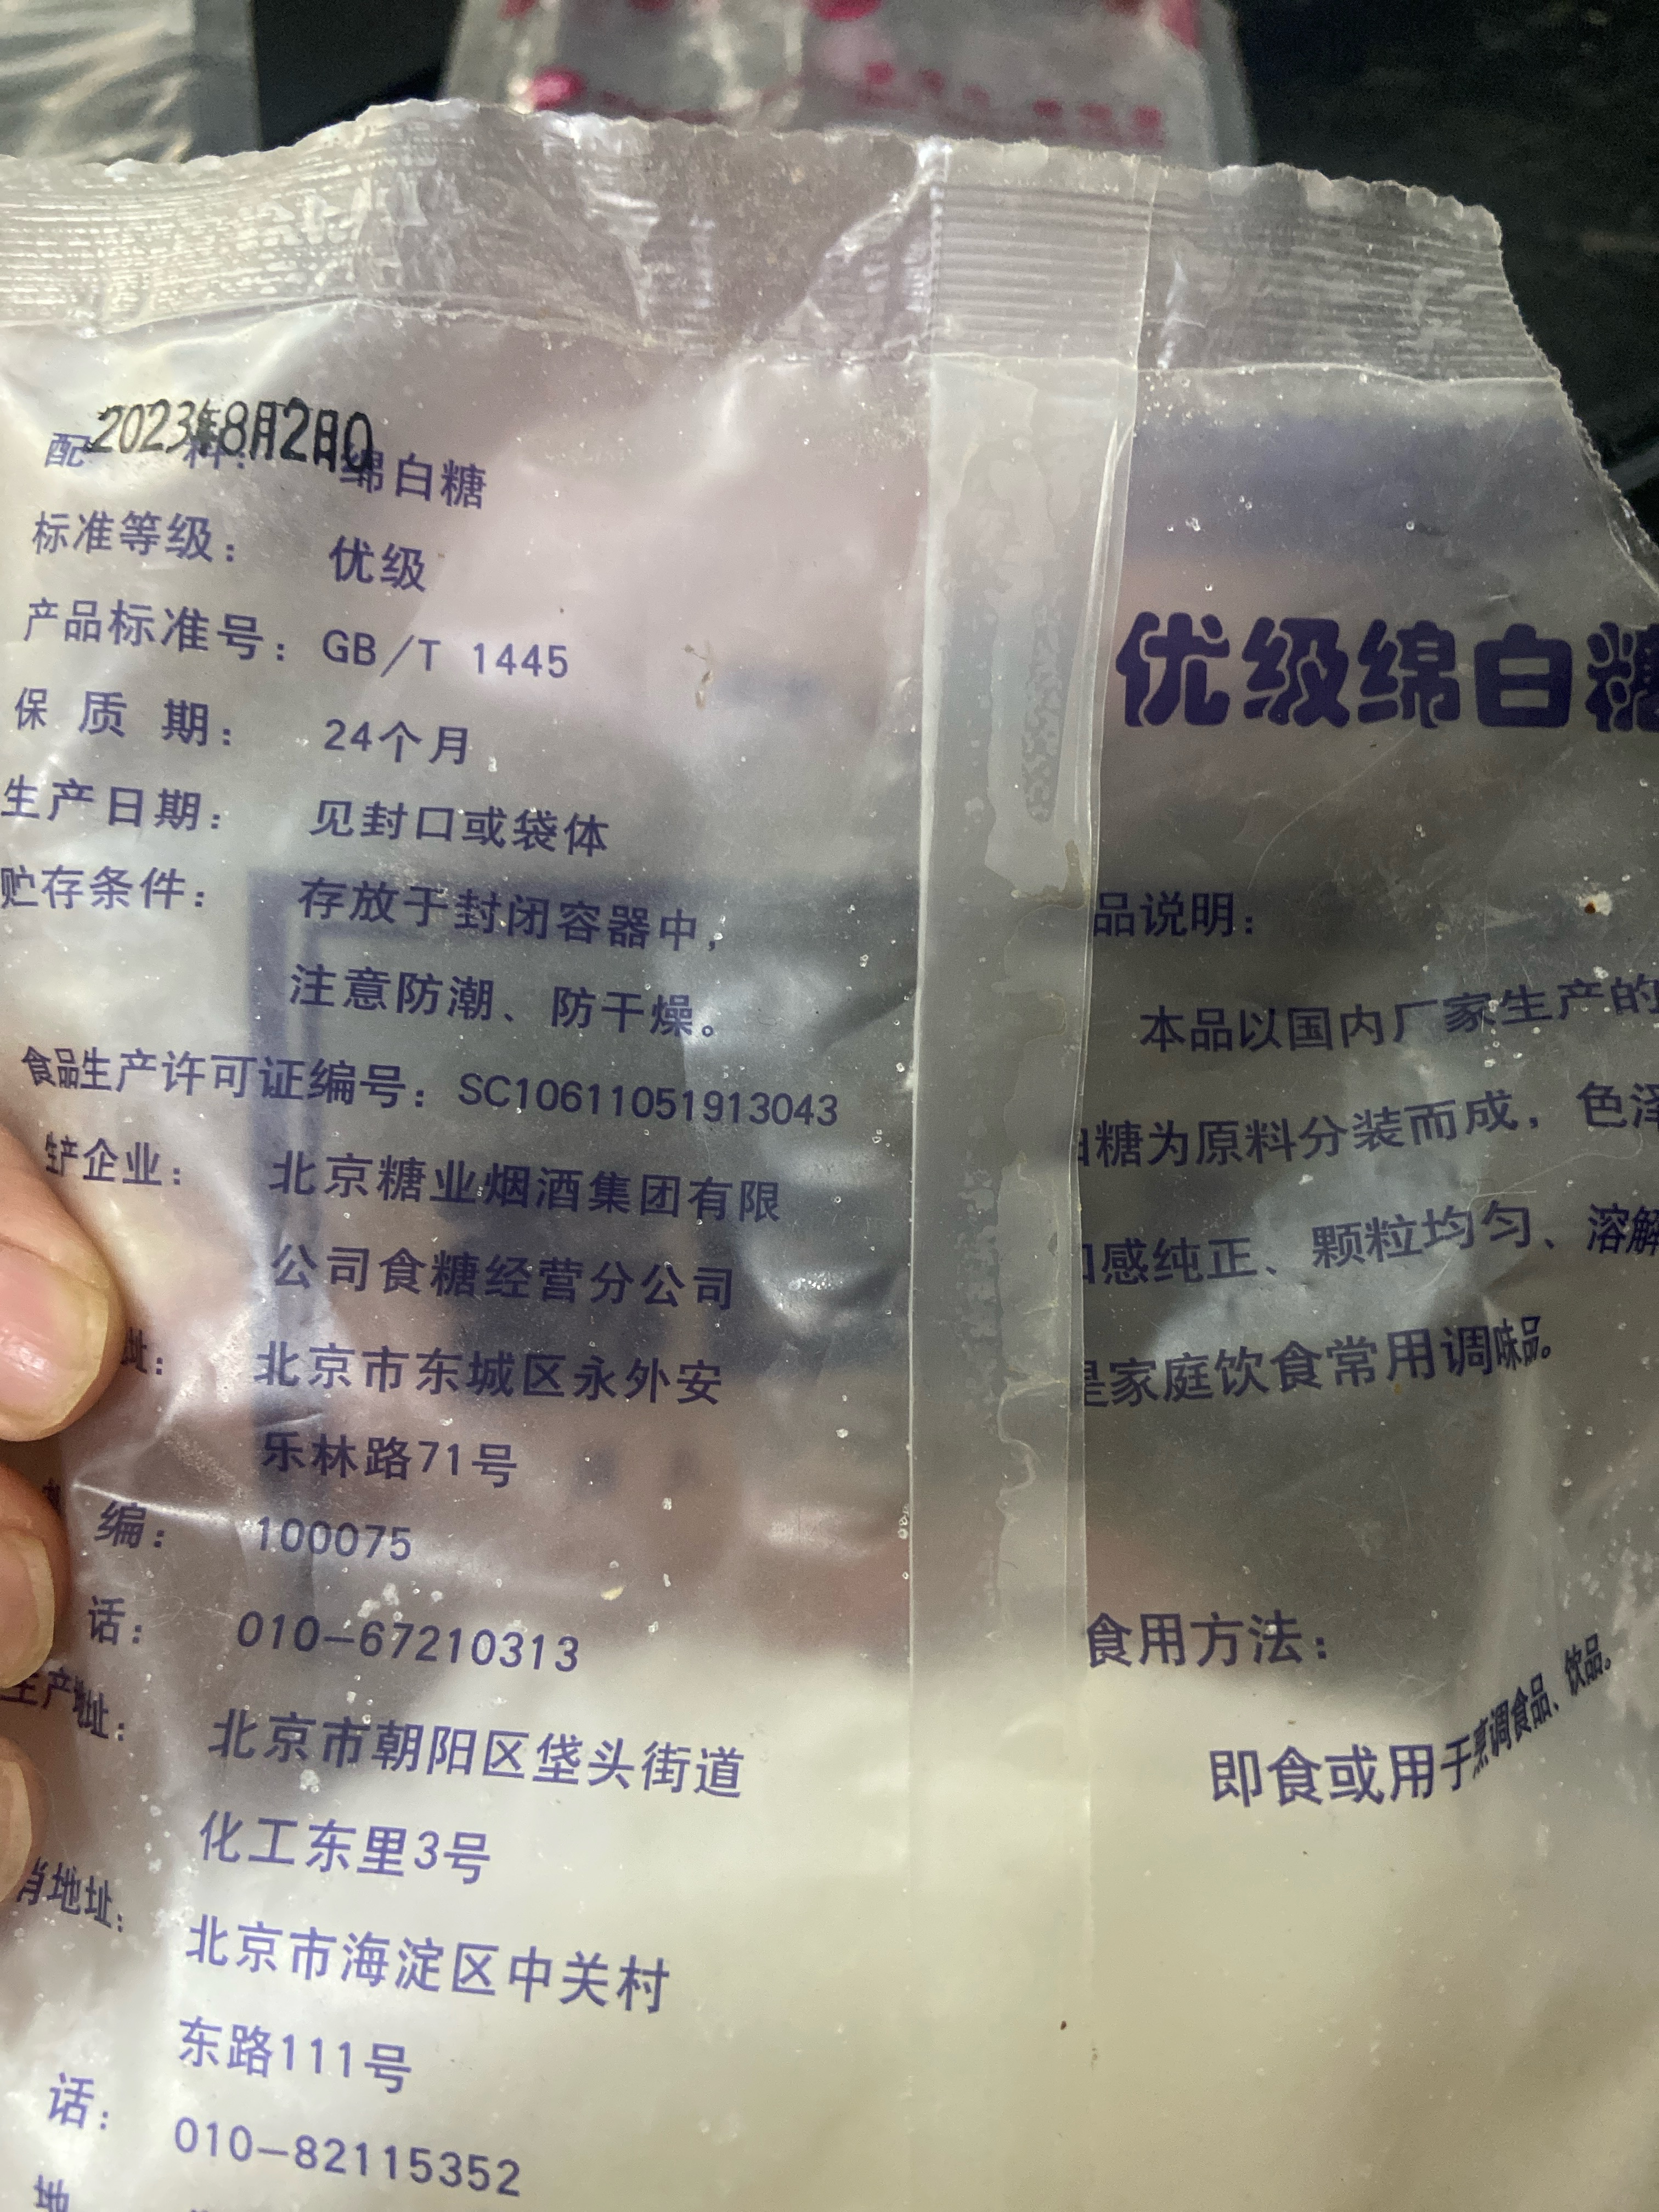 2023年8月2日0
配 料： 绵白糖
标准等级： 优级
产品标准号：GB/T 1445
保 质 期： 24个月
生产日期： 见封口或袋体
贮存条件： 存放于封闭容器中，
注意防潮、防干燥。
食品生产许可证编号：SC10611051913043
生产企业： 北京糖业烟酒集团有限
公司食糖经营分公司
址： 北京市东城区永外安
乐林路71号
编： 100075
话： 010-67210313
生产地址： 北京市朝阳区垡头街道
化工东里3号
地址： 北京市海淀区中关村
东路111号
话： 010-82115352
优级绵白糖
品说明：
本品以国内厂家生产的
糖为原料分装而成，色泽
感纯正、颗粒均匀、溶解
是家庭饮食常用调味品。
食用方法：
即食或用于烹调食品、饮品。